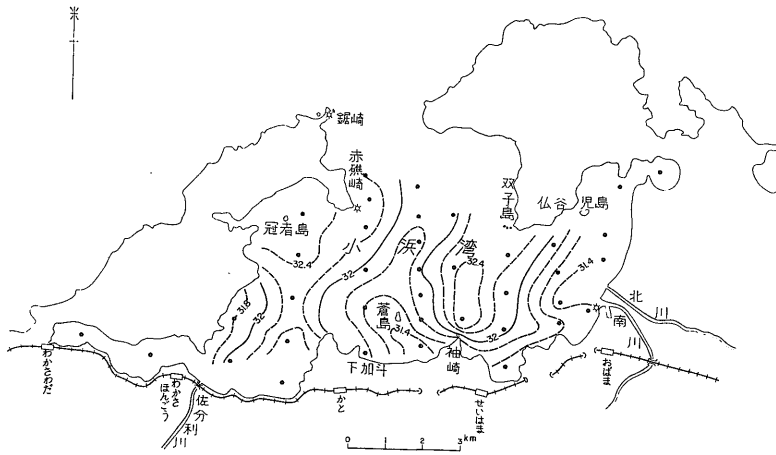 鋸崎
赤礁崎
双子島
仏谷
児島
冠者島
小浜湾
32.4
32.4
31.4
32
31.8
32
蒼島
31.4
32
北川
南川
袖崎
下加斗
おばま
わかさわだ
わかさ
ほんごう
佐分利川
かと
せいはま
0 1 2 3 km